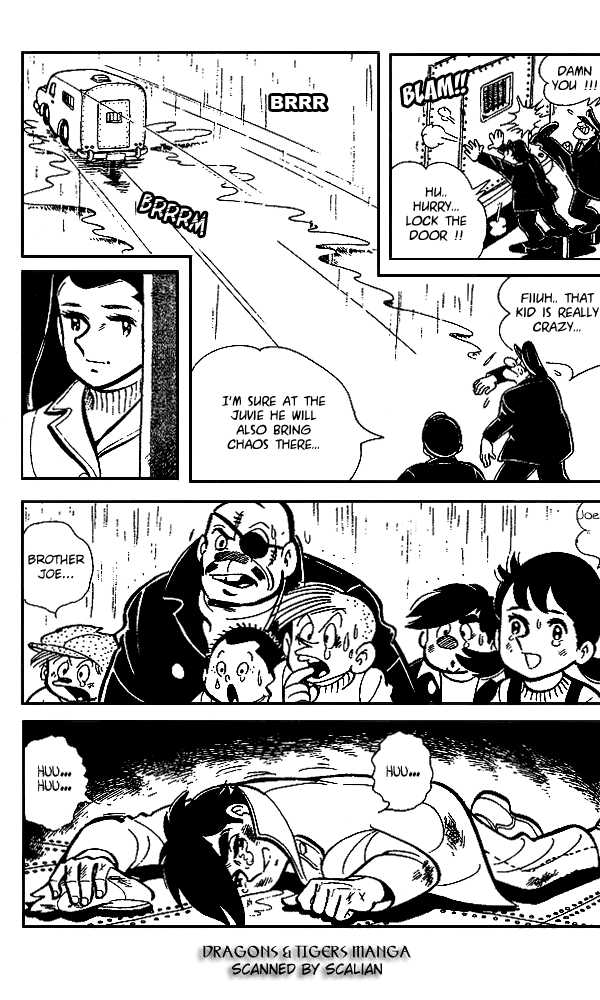 BRRR
BRRRM
BLAM!!
DAMN
YOU !!!
HU..
HURRY...
LOCK THE
DOOR !!
FIIUH.. THAT
KID IS REALLY
CRAZY...
I'M SURE AT THE
JUVIE HE WILL
ALSO BRING
CHAOS THERE...
BROTHER
JOE...
Joe
HUU...
HUU...
HUU...
DRAGONS & TIGERS MANGA
SCANNED BY SCALIAN